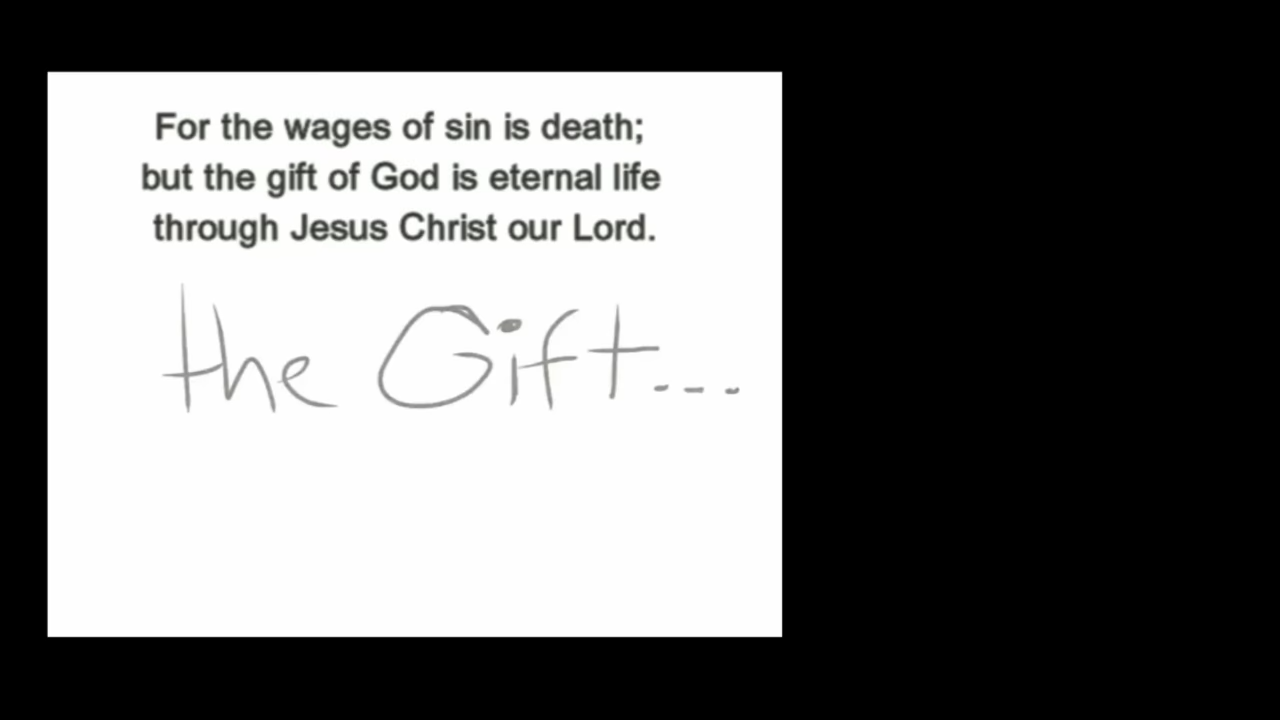 For the wages of sin is death;
but the gift of God is eternal life
through Jesus Christ our Lord.
the Gift...